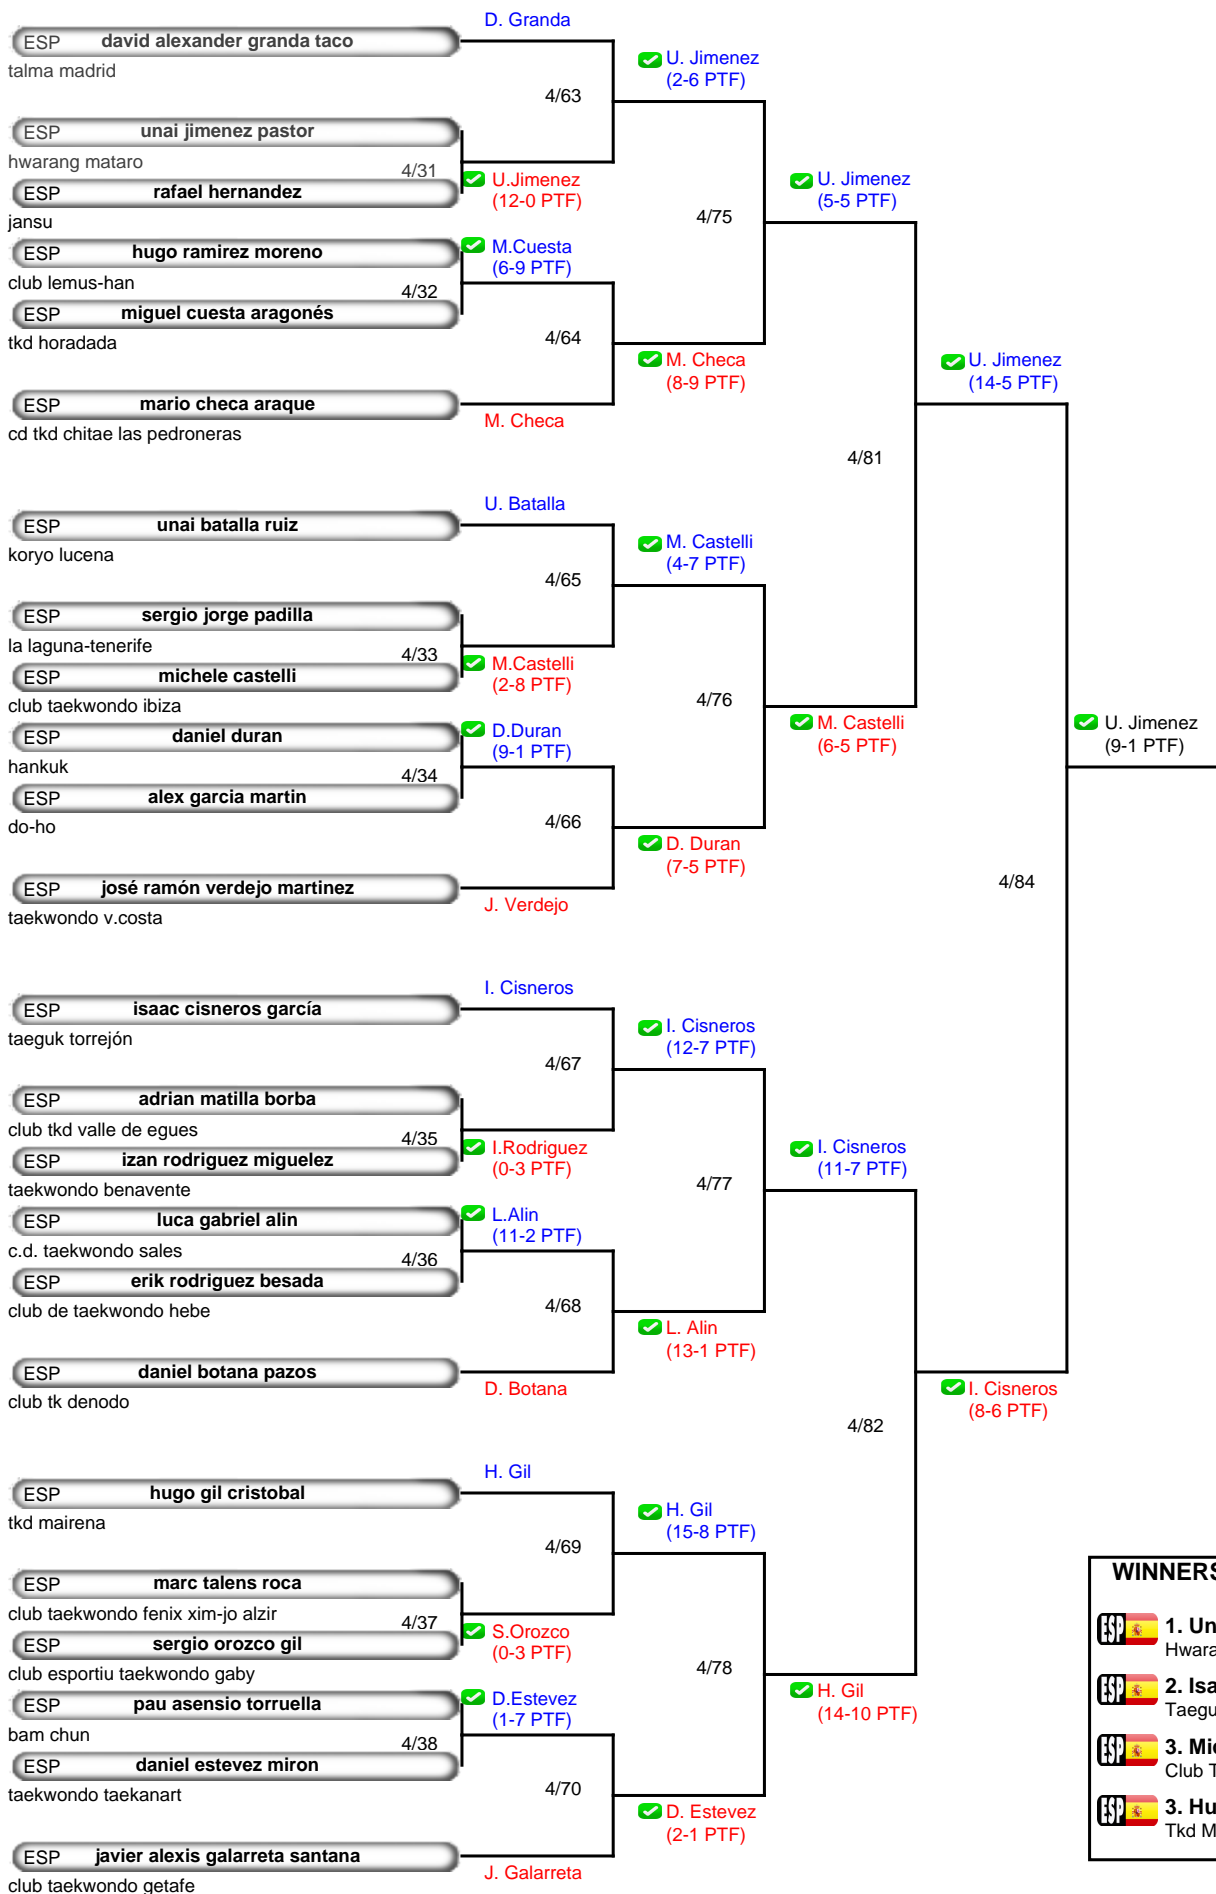 D. Granda
ESP david alexander granda taco
talma madrid
U. Jimenez
(2-6 PTF)
4/63
ESP unai jimenez pastor
hwarang mataro
4/31
ESP rafael hernandez
jansu
U.Jimenez
(12-0 PTF)
U. Jimenez
(5-5 PTF)
4/75
ESP hugo ramirez moreno
club lemus-han
M.Cuesta
(6-9 PTF)
4/32
ESP miguel cuesta aragonés
tkd horadada
4/64
M. Checa
(8-9 PTF)
U. Jimenez
(14-5 PTF)
ESP mario checa araque
cd tkd chitae las pedroneras
M. Checa
4/81
U. Batalla
ESP unai batalla ruiz
koryo lucena
M. Castelli
(4-7 PTF)
4/65
ESP sergio jorge padilla
la laguna-tenerife
4/33
ESP michele castelli
club taekwondo ibiza
M.Castelli
(2-8 PTF)
4/76
ESP daniel duran
hankuk
D.Duran
(9-1 PTF)
M. Castelli
(6-5 PTF)
U. Jimenez
(9-1 PTF)
4/34
ESP alex garcia martin
do-ho
4/66
D. Duran
(7-5 PTF)
4/84
ESP josé ramón verdejo martinez
taekwondo v.costa
J. Verdejo
I. Cisneros
ESP isaac cisneros garcía
taeguk torrejón
I. Cisneros
(12-7 PTF)
4/67
ESP adrian matilla borba
club tkd valle de egues
4/35
ESP izan rodriguez miguelez
taekwondo benavente
I.Rodriguez
(0-3 PTF)
I. Cisneros
(11-7 PTF)
4/77
ESP luca gabriel alin
c.d. taekwondo sales
L.Alin
(11-2 PTF)
4/36
ESP erik rodriguez besada
club de taekwondo hebe
4/68
L. Alin
(13-1 PTF)
ESP daniel botana pazos
club tk denodo
D. Botana
I. Cisneros
(8-6 PTF)
4/82
H. Gil
ESP hugo gil cristobal
tkd mairena
H. Gil
(15-8 PTF)
4/69
ESP marc talens roca
club taekwondo fenix xim-jo alzir
4/37
ESP sergio orozco gil
club esportiu taekwondo gaby
S.Orozco
(0-3 PTF)
4/78
ESP pau asensio torruella
bam chun
D.Estevez
(1-7 PTF)
H. Gil
(14-10 PTF)
4/38
ESP daniel estevez miron
taekwondo taekanart
4/70
D. Estevez
(2-1 PTF)
ESP javier alexis galarreta santana
club taekwondo getafe
J. Galarreta
WINNERS
ESP 1. Un
Hwara
ESP 2. Isa
Taegu
ESP 3. Mic
Club T
ESP 3. Hu
Tkd M